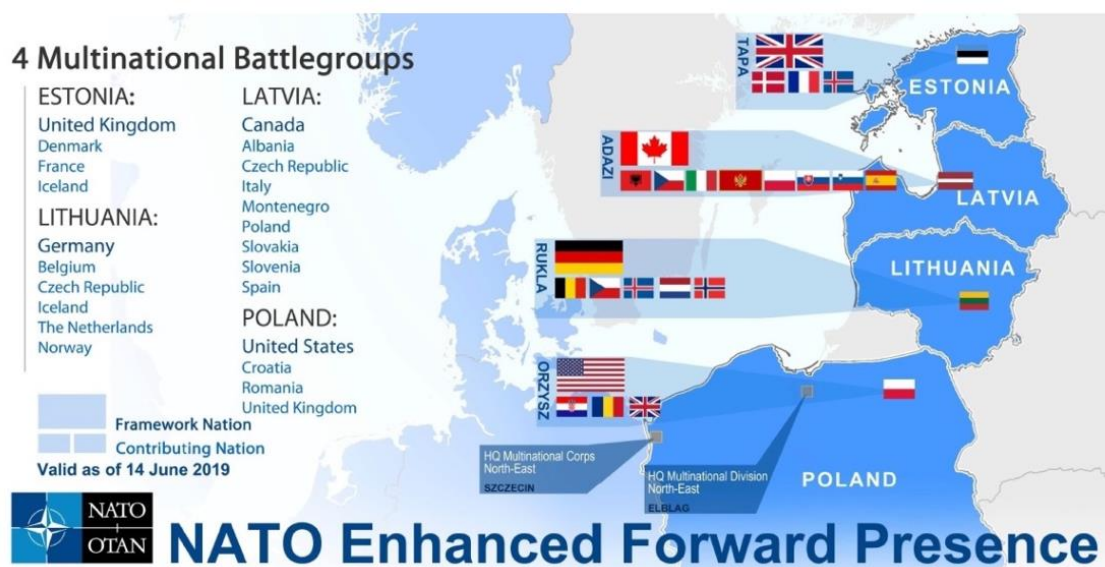 4 Multinational Battlegroups
ESTONIA:
United Kingdom
Denmark
France
Iceland
LITHUANIA:
Germany
Belgium
Czech Republic
Iceland
The Netherlands
Norway
LATVIA:
Canada
Albania
Czech Republic
Italy
Montenegro
Poland
Slovakia
Slovenia
Spain
POLAND:
United States
Croatia
Romania
United Kingdom
Framework Nation
Contributing Nation
Valid as of 14 June 2019
TAPA
ESTONIA
ADAZI
LATVIA
RUKLA
LITHUANIA
ORZYSZ
HQ Multinational Corps
North-East
SZCZECIN
HQ Multinational Division
North-East
ELBLAG
POLAND
NATO
OTAN
NATO Enhanced Forward Presence